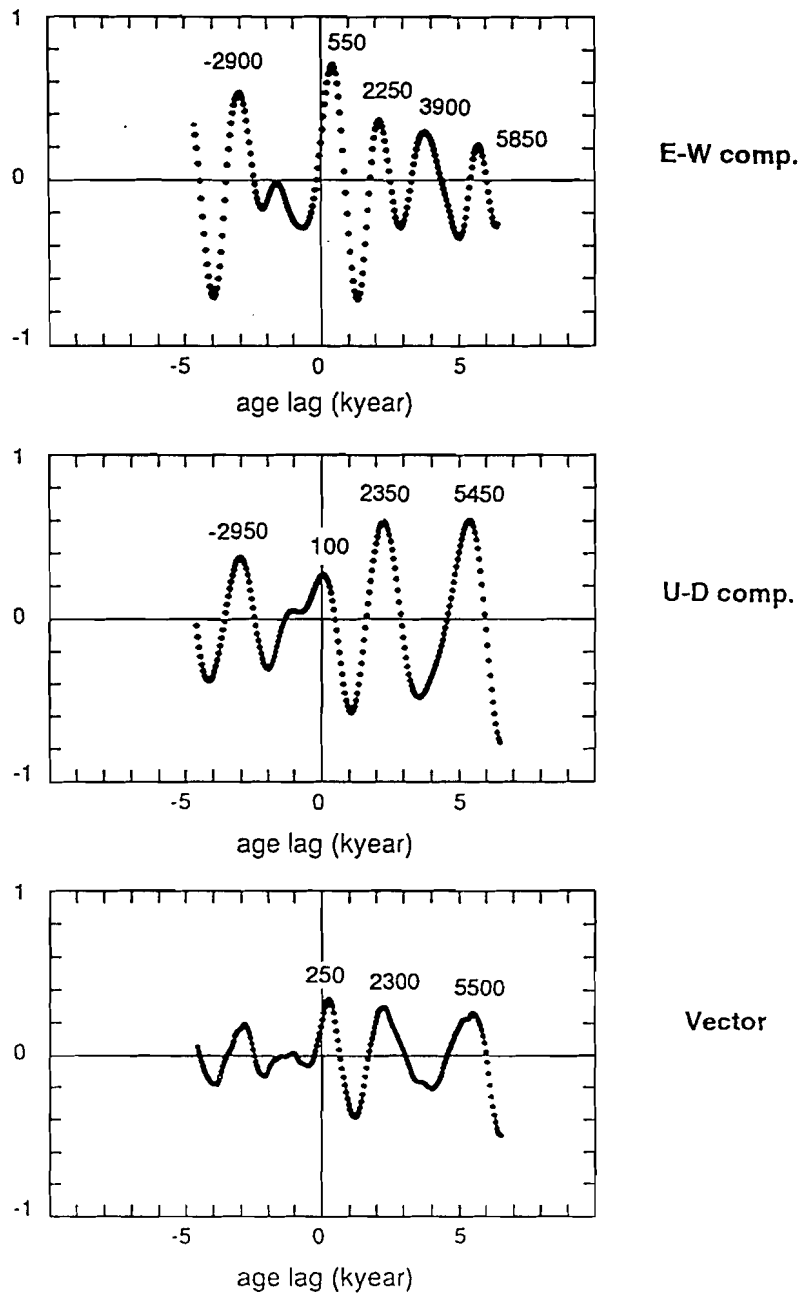 1
550
-2900
2250
3900
5850
E-W comp.
0
-1
-5 0 5
age lag (kyear)
1
2350 5450
-2950
100
U-D comp.
0
-1
-5 0 5
age lag (kyear)
1
250 2300 5500
Vector
0
-1
-5 0 5
age lag (kyear)